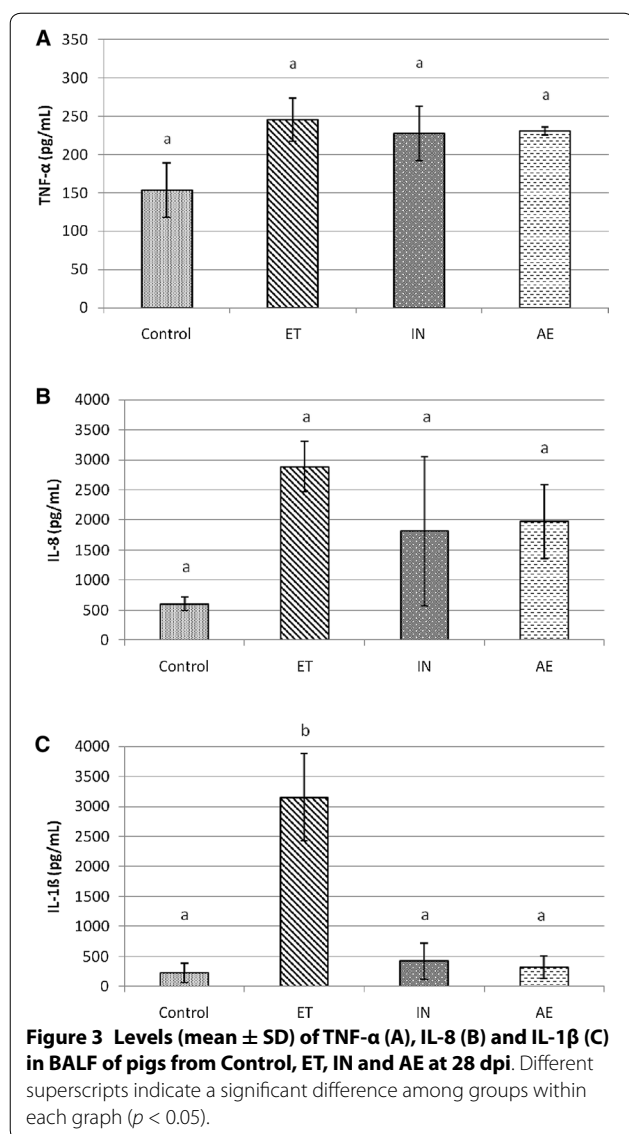 A
TNF-α (pg/mL)
350
300
250
200
150
100
50
0
a
a
a
a
Control ET IN AE
B
IL-8 (pg/mL)
4000
3500
3000
2500
2000
1500
1000
500
0
a
a
a
a
Control ET IN AE
C
IL-1ß (pg/mL)
4000
3500
3000
2500
2000
1500
1000
500
0
a
b
a
a
Control ET IN AE
Figure 3 Levels (mean ± SD) of TNF-α (A), IL-8 (B) and IL-1β (C)
in BALF of pigs from Control, ET, IN and AE at 28 dpi. Different
superscripts indicate a significant difference among groups within
each graph (p < 0.05).